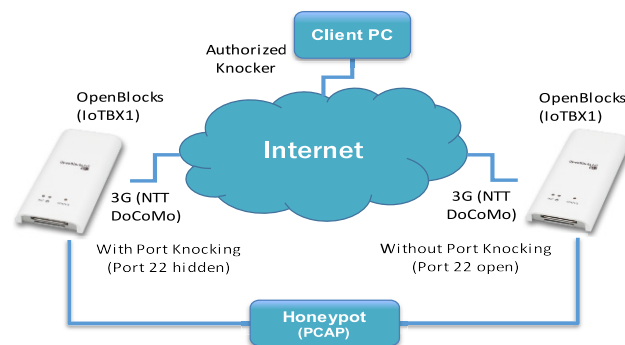 Client PC
Authorized
Knocker
OpenBlocks
(IoTBX1)
OpenBlocks
(IoTBX1)
Internet
3G (NTT
DoCoMo)
3G (NTT
DoCoMo)
With Port Knocking
(Port 22 hidden)
Without Port Knocking
(Port 22 open)
Honeypot
(PCAP)